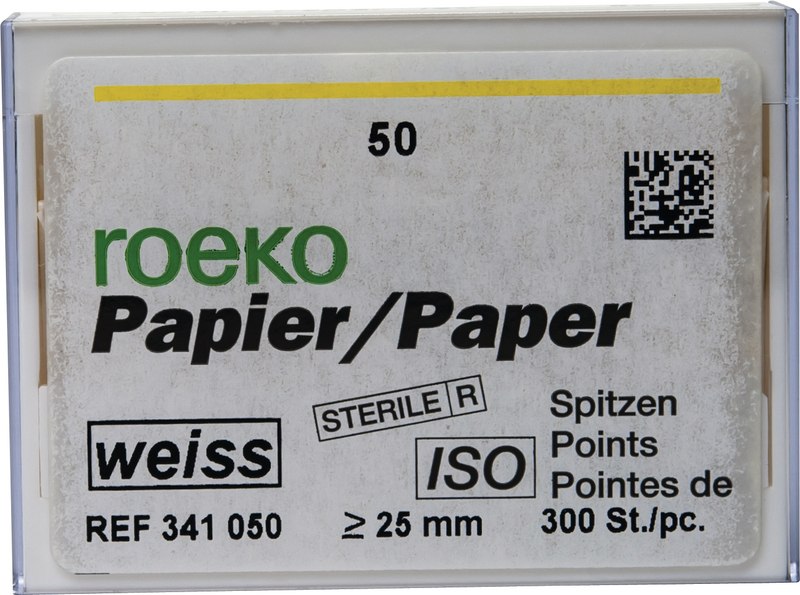 50
roeko
Papier/Paper
STERILE R
weiss
ISO
Spitzen
Points
Pointes de
REF 341 050
≥ 25 mm
300 St./pc.